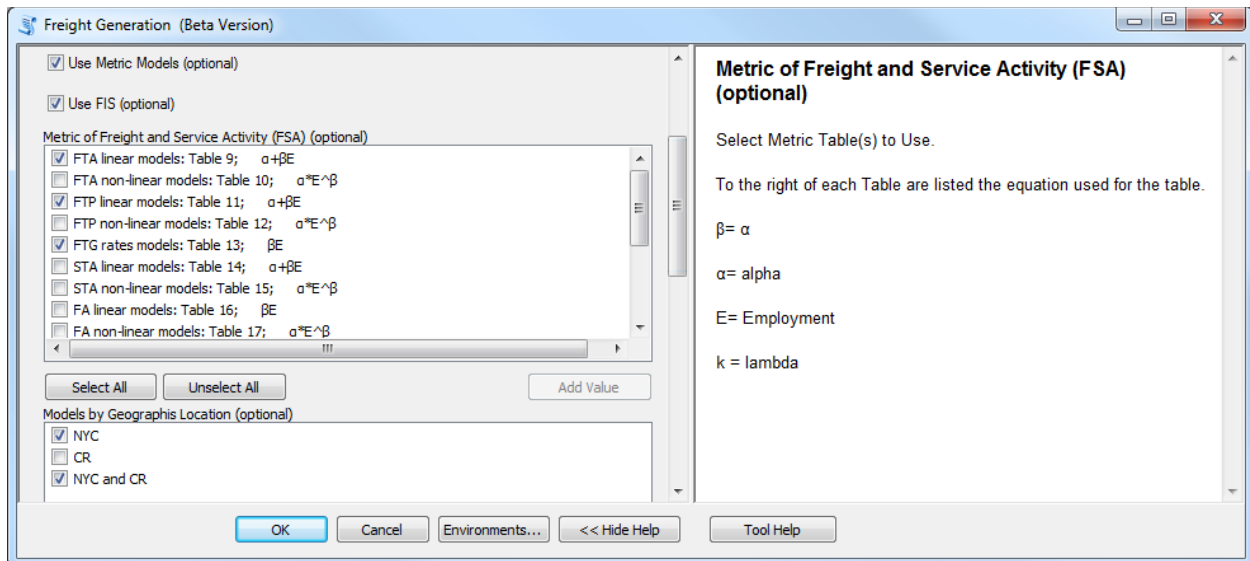 Freight Generation (Beta Version)
Use Metric Models (optional)
Use FIS (optional)
Metric of Freight and Service Activity (FSA) (optional)
FTA linear models: Table 9; α+βE
FTA non-linear models: Table 10; α*E^β
FTP linear models: Table 11; α+βE
FTP non-linear models: Table 12; α*E^β
FTG rates models: Table 13; βE
STA linear models: Table 14; α+βE
STA non-linear models: Table 15; α*E^β
FA linear models: Table 16; βE
FA non-linear models: Table 17; α*E^β
Select All
Unselect All
Add Value
Models by Geographis Location (optional)
NYC
CR
NYC and CR
Metric of Freight and Service Activity (FSA)
(optional)
Select Metric Table(s) to Use.
To the right of each Table are listed the equation used for the table.
β= α
α= alpha
E= Employment
k = lambda
OK
Cancel
Environments...
<< Hide Help
Tool Help